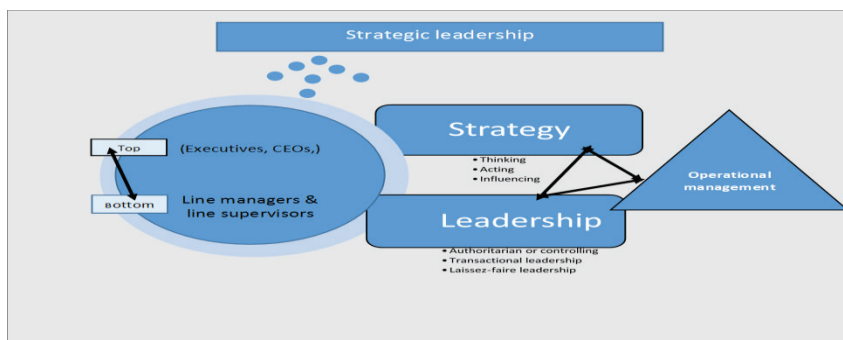 Strategic leadership
Top
(Executives, CEOs,)
Bottom
Line managers &
line supervisors
Strategy
• Thinking
• Acting
• Influencing
Leadership
• Authoritarian or controlling
• Transactional leadership
• Laissez-faire leadership
Operational
management